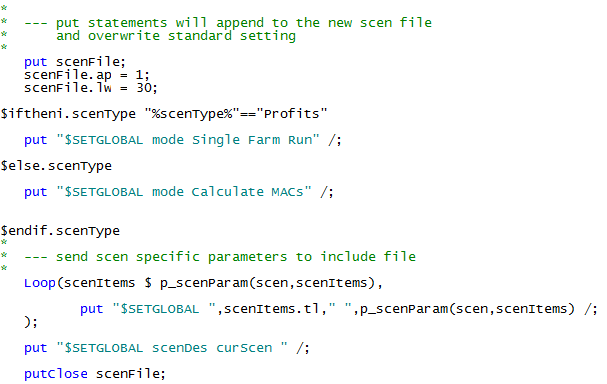 *
*  --- put statements will append to the new scen file
*      and overwrite standard setting
*
   put scenFile;
   scenFile.ap = 1;
   scenFile.lw = 30;
$iftheni.scenType "%scenType%"=="Profits"
   put "$SETGLOBAL mode Single Farm Run" /;
$else.scenType
   put "$SETGLOBAL mode Calculate MACs" /;
$endif.scenType
*
*  --- send scen specific parameters to include file
*
   Loop(scenItems $ p_scenParam(scen,scenItems),
          put "$SETGLOBAL ",scenItems.tl," ",p_scenParam(scen,scenItems) /;
   );
   put "$SETGLOBAL scenDes curScen " /;
   putClose scenFile;